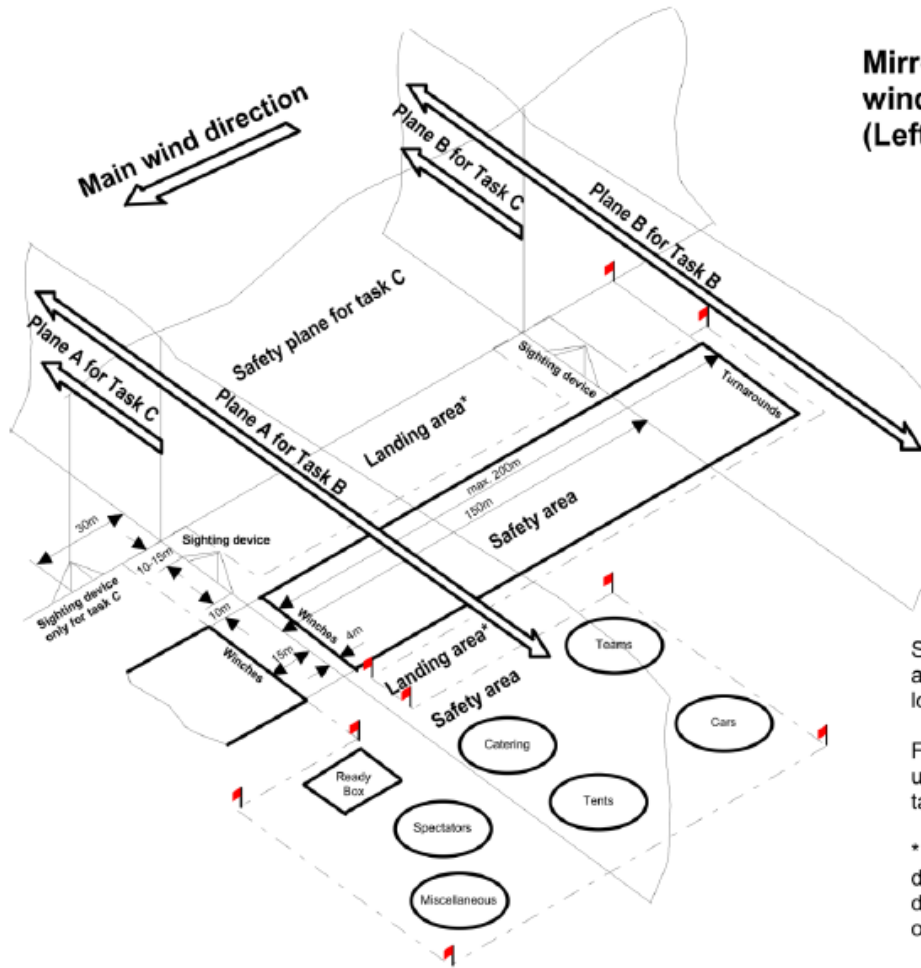 Mirr
wind
(Left
Main wind direction
Plane B for Task C
Plane B for Task B
Safety plane for task C
Plane A for Task C
Plane A for Task B
Sighting device
Turnarounds
Landing area*
max. 200m
150m
Safety area
30m
Sighting device
10-15m
Sighting device
only for task C
10m
Winches
4m
15m
Winches
Landing area*
Safety area
Teams
Cars
Catering
Ready
Box
Tents
Spectators
Miscellaneous
S
a
lo
F
u
ta
*
d
d
o